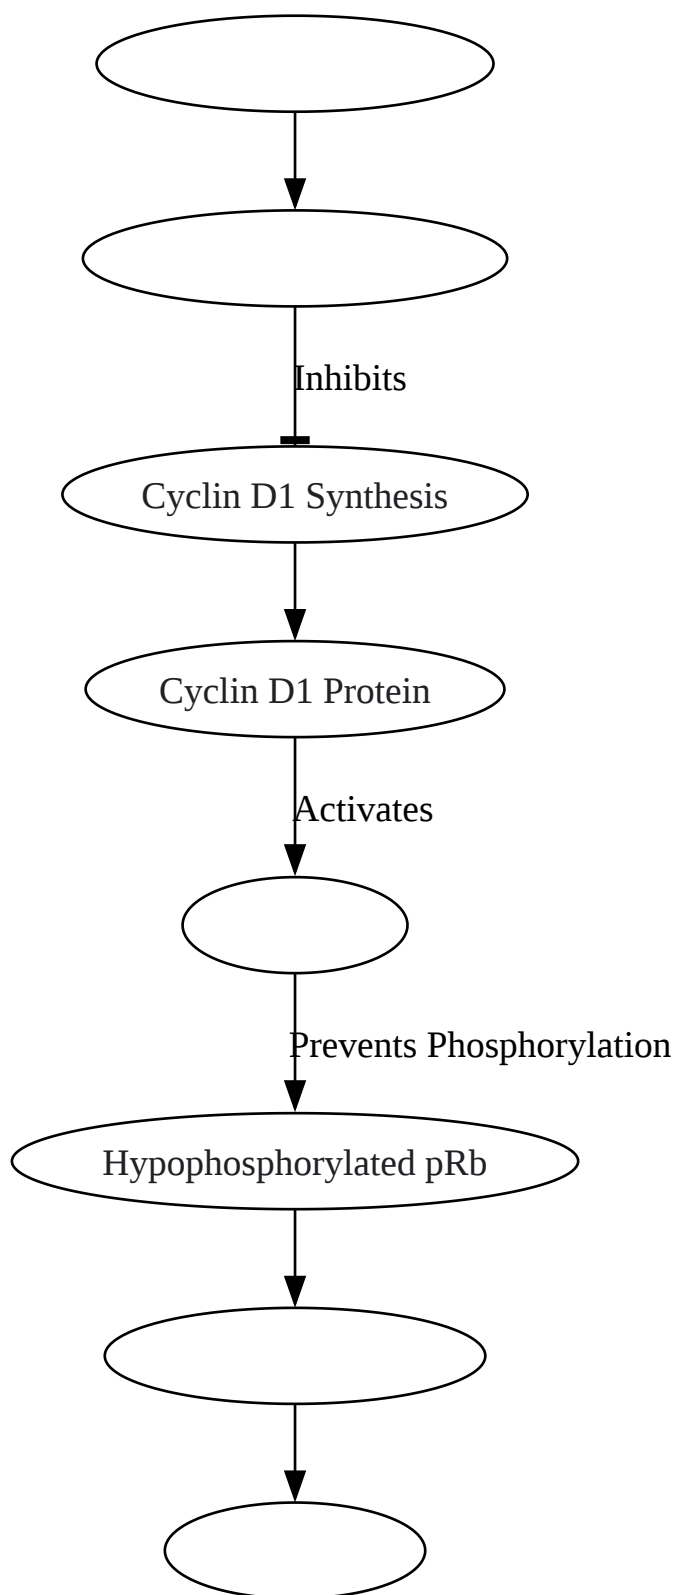 Inhibits
Cyclin D1 Synthesis
Cyclin D1 Protein
Activates
Prevents Phosphorylation
Hypophosphorylated pRb